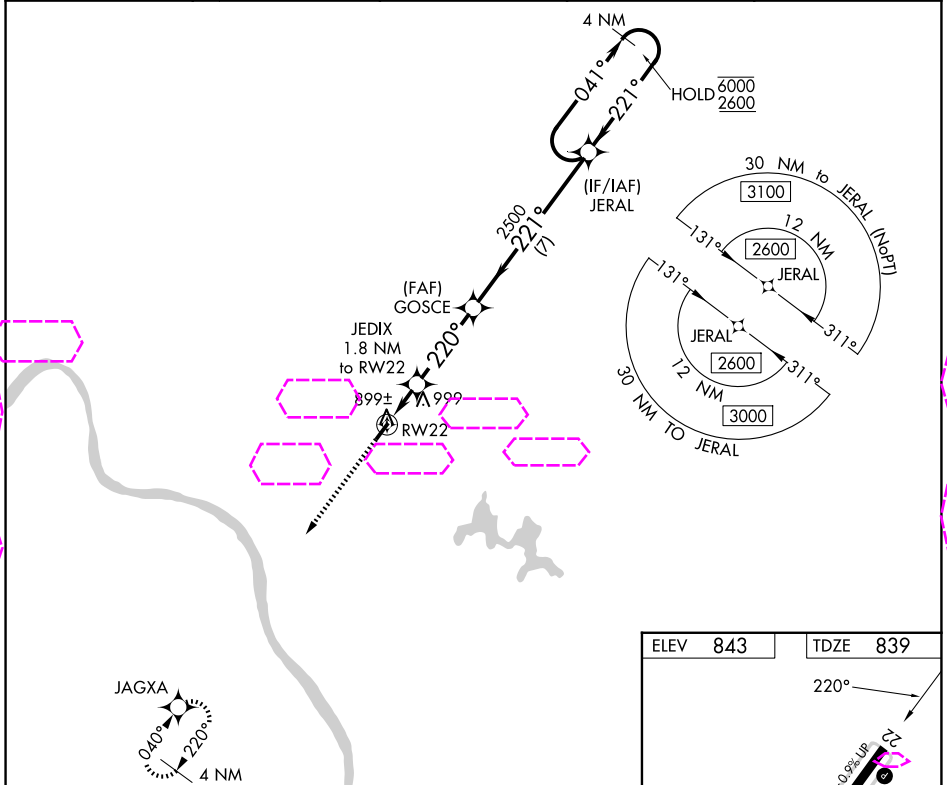 4 NM
041°
221°
HOLD 6000
2600
(IF/IAF)
JERAL
30 NM to JERAL (NoPT)
3100
12 NM
2600
131°
JERAL
311°
2500
221°
(7)
131°
JERAL
2600
311°
12 NM
3000
30 NM TO JERAL
(FAF)
GOSCE
220°
JEDIX
1.8 NM
to RW22
899±
999
RW22
ELEV 843
TDZE 839
220°
22
0.9% UP
P
JAGXA
040°
220°
4 NM